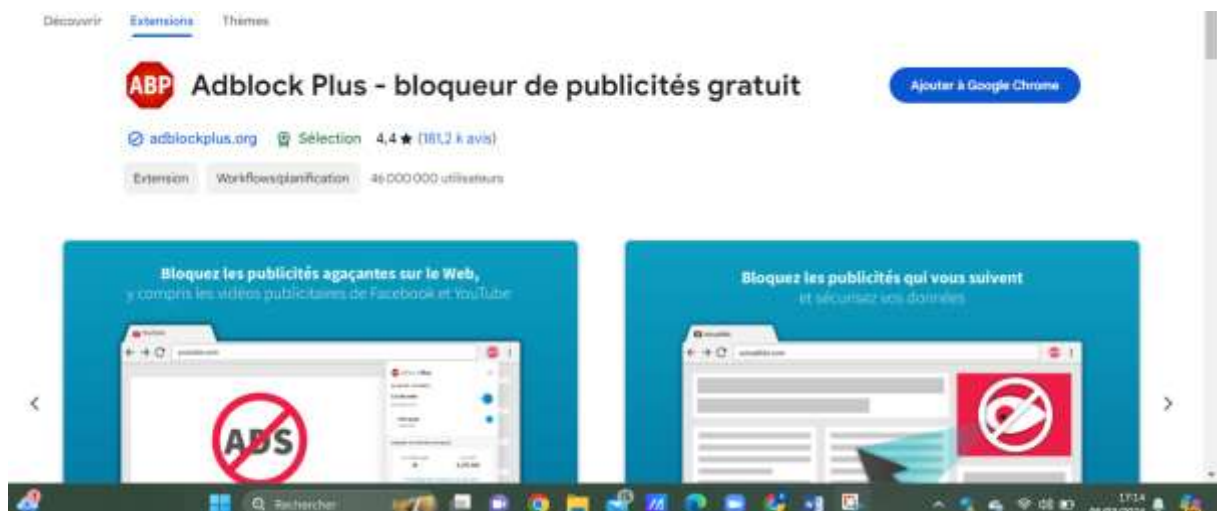 Découvrir Extensions Thèmes
ABP Adblock Plus - bloqueur de publicités gratuit Ajouter à Google Chrome
adblockplus.org Sélection 4,4 ★ (181,2 k avis)
Extension Workflows/planification 46 000 000 utilisateurs
Bloquez les publicités agaçantes sur le Web,
y compris les vidéos publicitaires de Facebook et YouTube
Bloquez les publicités qui vous suivent
et sécurisez vos données
ADS
Rechercher
17:14